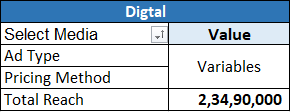 Digtal
Select Media Value
Ad Type
Variables
Pricing Method
Total Reach 2,34,90,000